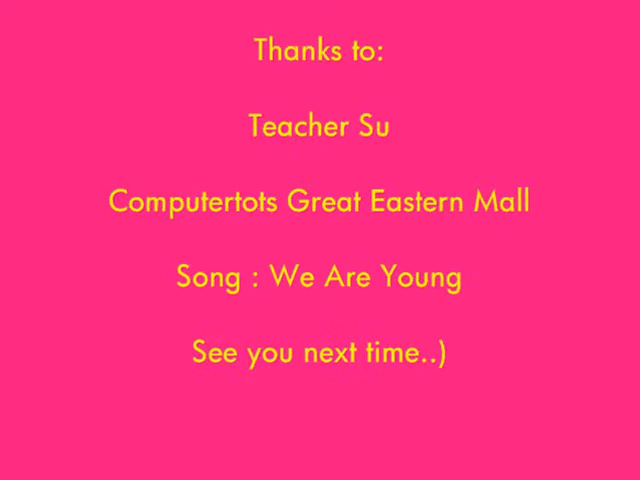 Thanks to:
Teacher Su
Computertots Great Eastern Mall
Song : We Are Young
See you next time..)